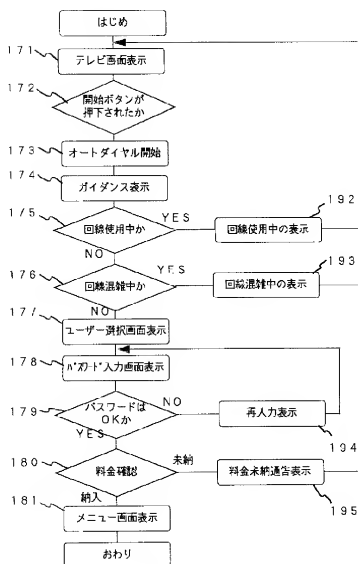 はじめ
171
テレビ画面表示
172
開始ボタンが
押下されたか
173
オートダイヤル開始
174
ガイダンス表示
175
回線使用中か
YES
192
回線使用中の表示
NO
176
回線混雑中か
YES
193
回線混雑中の表示
NO
177
ユーザー選択画面表示
178
パスワード入力画面表示
179
パスワードは
OKか
NO
再入力表示
194
YES
180
料金確認
未納
料金未納通告表示
195
納入
181
メニュー画面表示
おわり